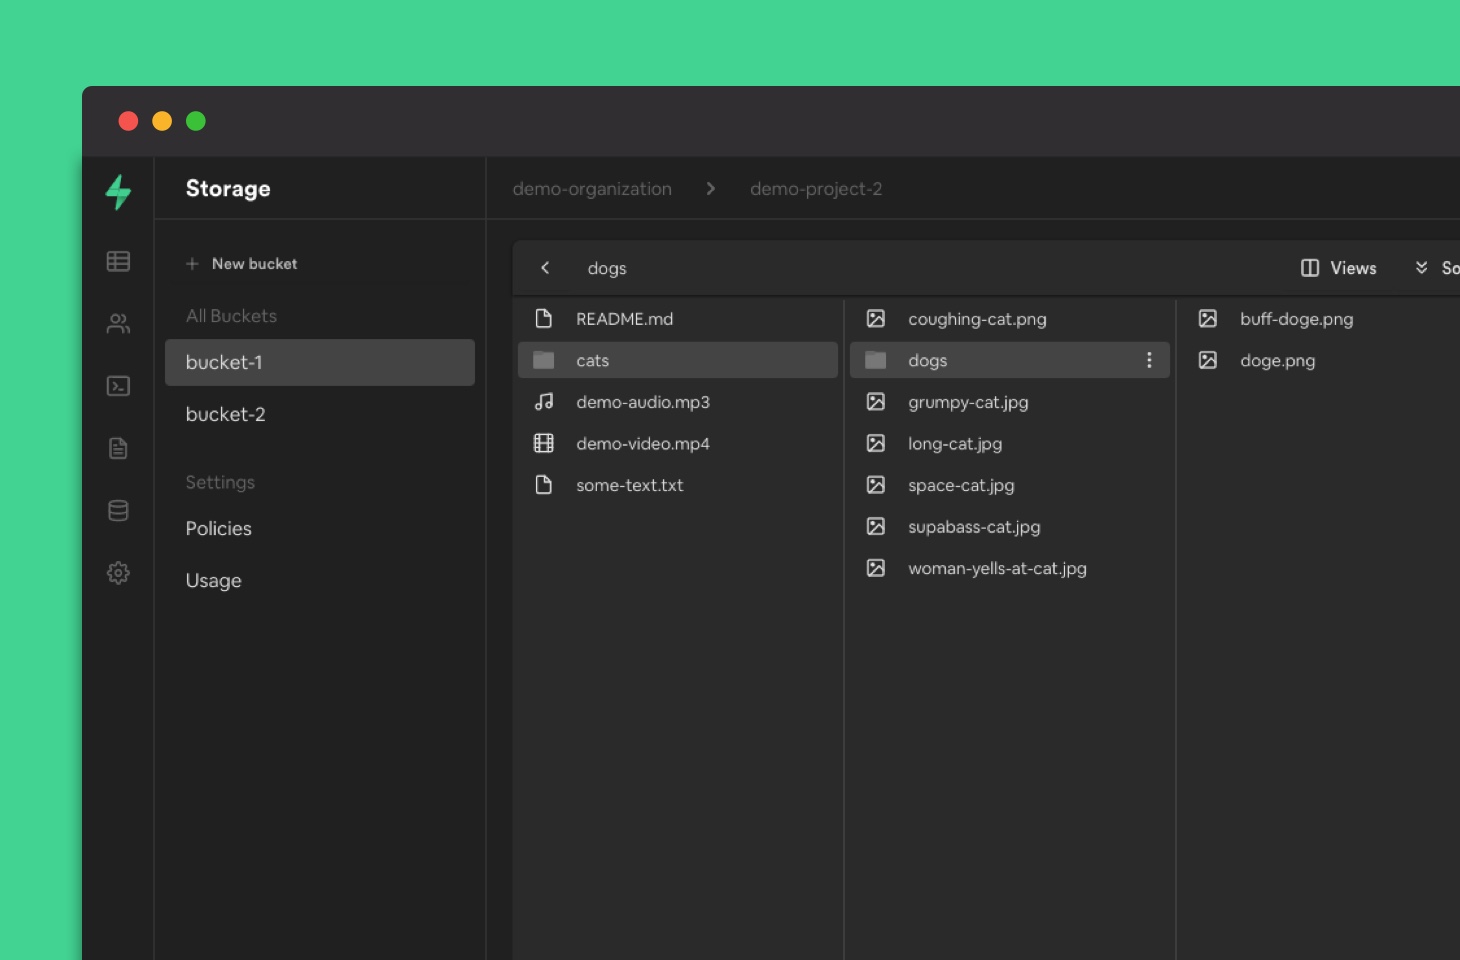 Storage
demo-organization
demo-project-2
New bucket
All Buckets
bucket-1
bucket-2
Settings
Policies
Usage
dogs
Views
So
README.md
cats
demo-audio.mp3
demo-video.mp4
some-text.txt
coughing-cat.png
dogs
grumpy-cat.jpg
long-cat.jpg
space-cat.jpg
supabass-cat.jpg
woman-yells-at-cat.jpg
buff-doge.png
doge.png